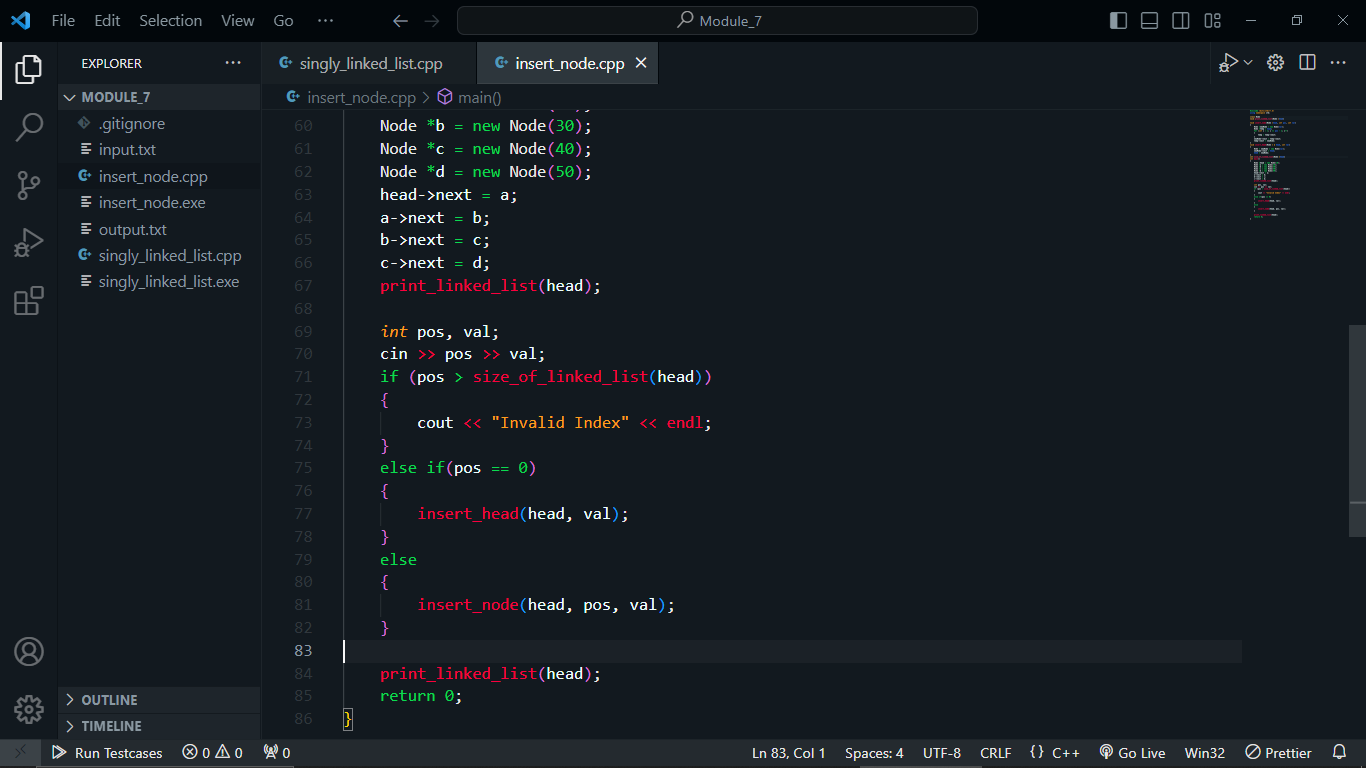 File Edit Selection View Go ··· Module_7
EXPLORER ···
singly_linked_list.cpp
insert_node.cpp
MODULE_7
.gitignore
input.txt
insert_node.cpp
insert_node.exe
output.txt
singly_linked_list.cpp
singly_linked_list.exe
OUTLINE
TIMELINE
insert_node.cpp > main()
60 Node *b = new Node(30);
61 Node *c = new Node(40);
62 Node *d = new Node(50);
63 head->next = a;
64 a->next = b;
65 b->next = c;
66 c->next = d;
67 print_linked_list(head);
68
69 int pos, val;
70 cin >> pos >> val;
71 if (pos > size_of_linked_list(head))
72 {
73 cout << "Invalid Index" << endl;
74 }
75 else if(pos == 0)
76 {
77 insert_head(head, val);
78 }
79 else
80 {
81 insert_node(head, pos, val);
82 }
83
84 print_linked_list(head);
85 return 0;
86 }
Run Testcases 0 0 0 Ln 83, Col 1 Spaces: 4 UTF-8 CRLF {} C++ Go Live Win32 Prettier